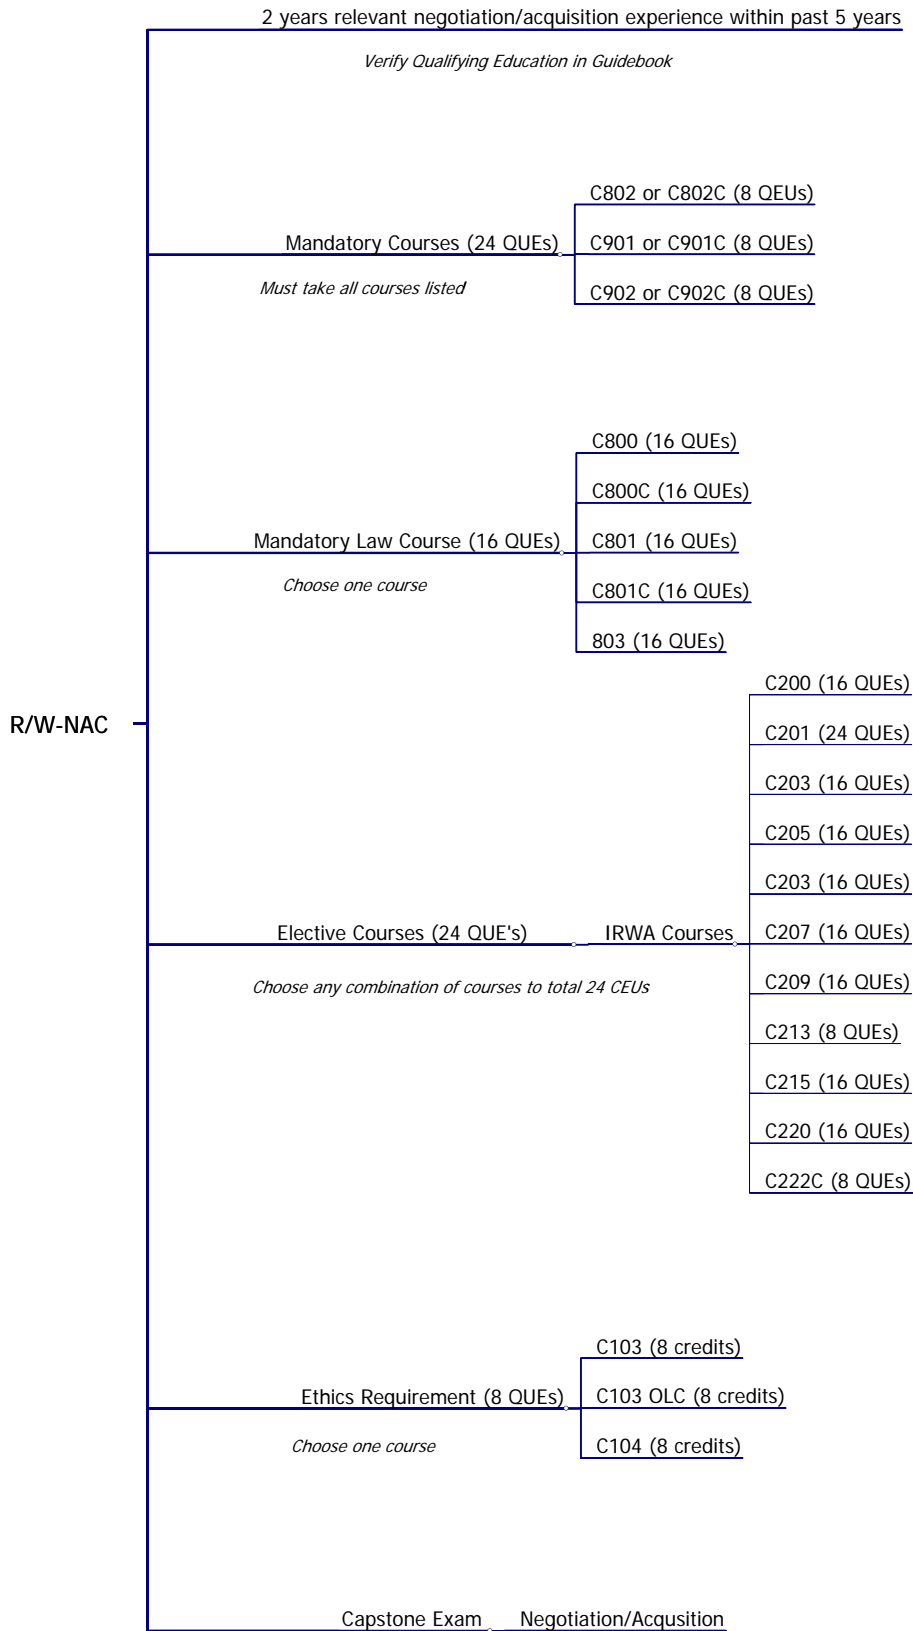 2 years relevant negotiation/acquisition experience within past 5 years
Verify Qualifying Education in Guidebook
C802 or C802C (8 QEUs)
Mandatory Courses (24 QUEs)
C901 or C901C (8 QUEs)
Must take all courses listed
C902 or C902C (8 QUEs)
C800 (16 QUEs)
C800C (16 QUEs)
Mandatory Law Course (16 QUEs)
C801 (16 QUEs)
Choose one course
C801C (16 QUEs)
803 (16 QUEs)
C200 (16 QUEs)
R/W-NAC
C201 (24 QUEs)
C203 (16 QUEs)
C205 (16 QUEs)
C203 (16 QUEs)
Elective Courses (24 QUE's)
IRWA Courses
C207 (16 QUEs)
Choose any combination of courses to total 24 CEUs
C209 (16 QUEs)
C213 (8 QUEs)
C215 (16 QUEs)
C220 (16 QUEs)
C222C (8 QUEs)
C103 (8 credits)
Ethics Requirement (8 QUEs)
C103 OLC (8 credits)
Choose one course
C104 (8 credits)
Capstone Exam
Negotiation/Acqusition